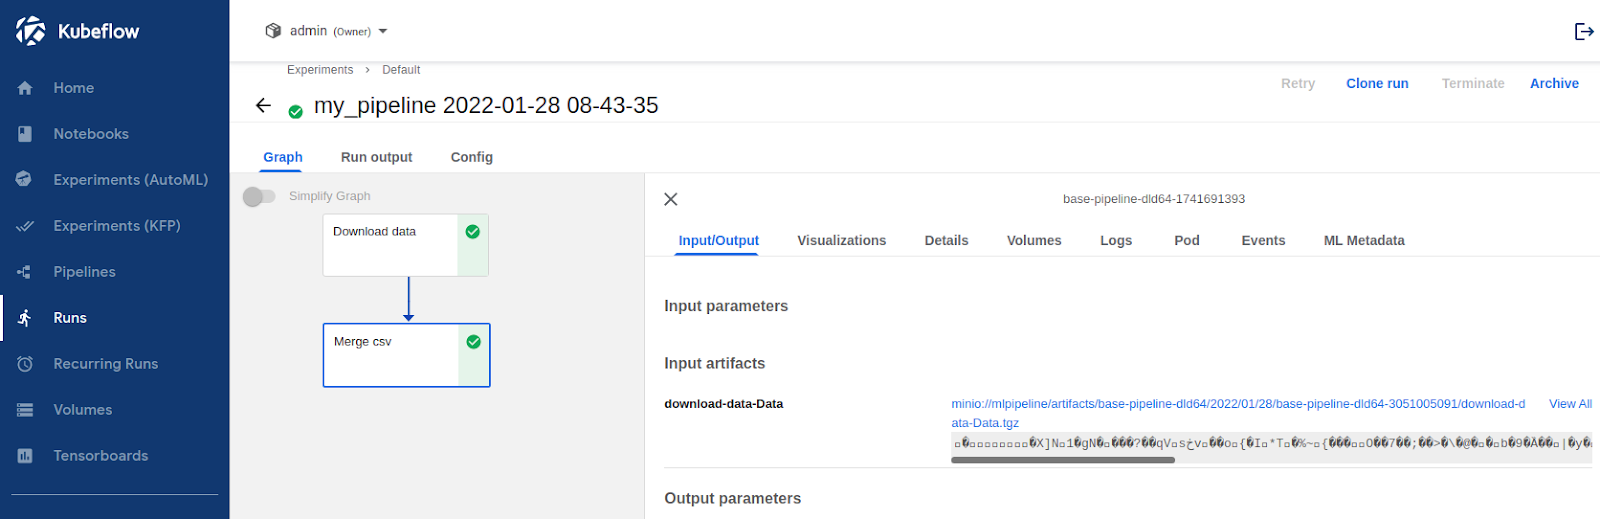 Kubeflow
admin (Owner)
Home
Notebooks
Experiments (AutoML)
Experiments (KFP)
Pipelines
Runs
Recurring Runs
Volumes
Tensorboards
Experiments > Default
my_pipeline 2022-01-28 08-43-35
Retry Clone run Terminate Archive
Graph Run output Config
Simplify Graph
Download data
Merge csv
base-pipeline-dld64-1741691393
Input/Output Visualizations Details Volumes Logs Pod Events ML Metadata
Input parameters
Input artifacts
download-data-Data
minio://mlpipeline/artifacts/base-pipeline-dld64/2022/01/28/base-pipeline-dld64-3051005091/download-d
ata-Data.tgz
View All
Output parameters